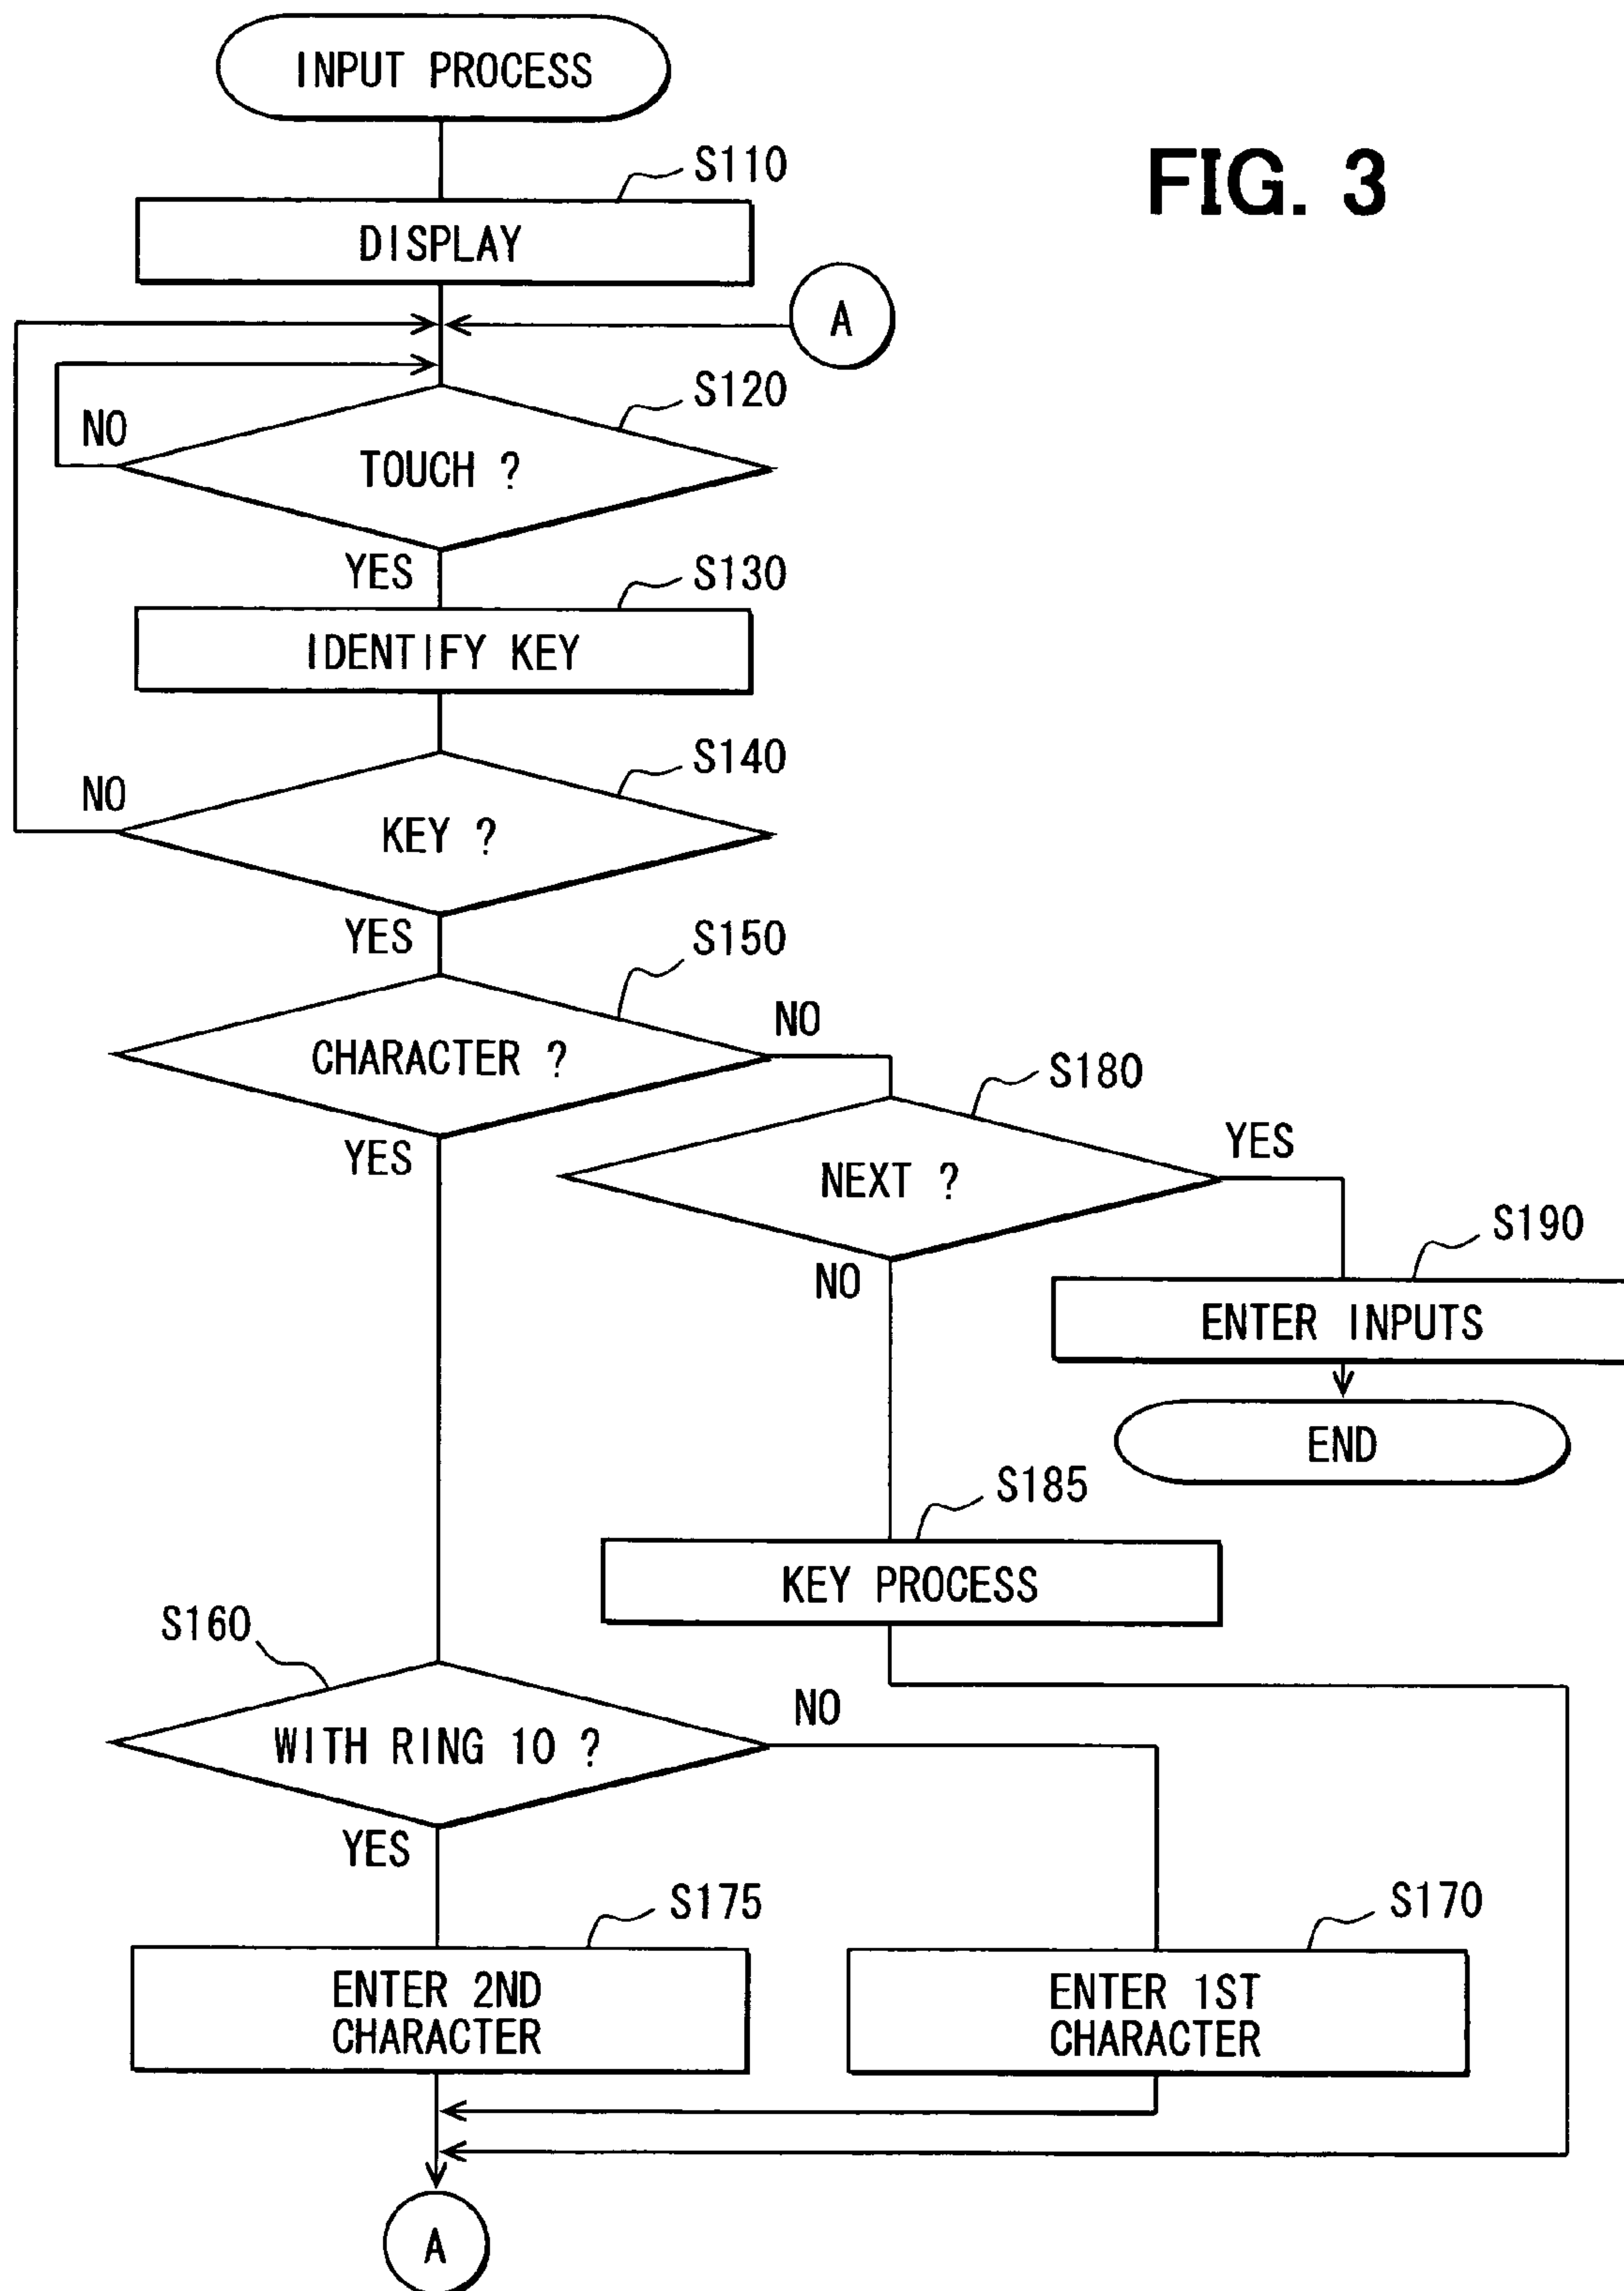 INPUT PROCESS
FIG. 3
S110
DISPLAY
A
S120
NO
TOUCH ?
YES
S130
IDENTIFY KEY
S140
NO
KEY ?
YES
S150
NO
CHARACTER ?
S180
YES
YES
NEXT ?
S190
NO
ENTER INPUTS
END
S185
KEY PROCESS
S160
NO
WITH RING 10 ?
YES
S175
S170
ENTER 2ND
CHARACTER
ENTER 1ST
CHARACTER
A